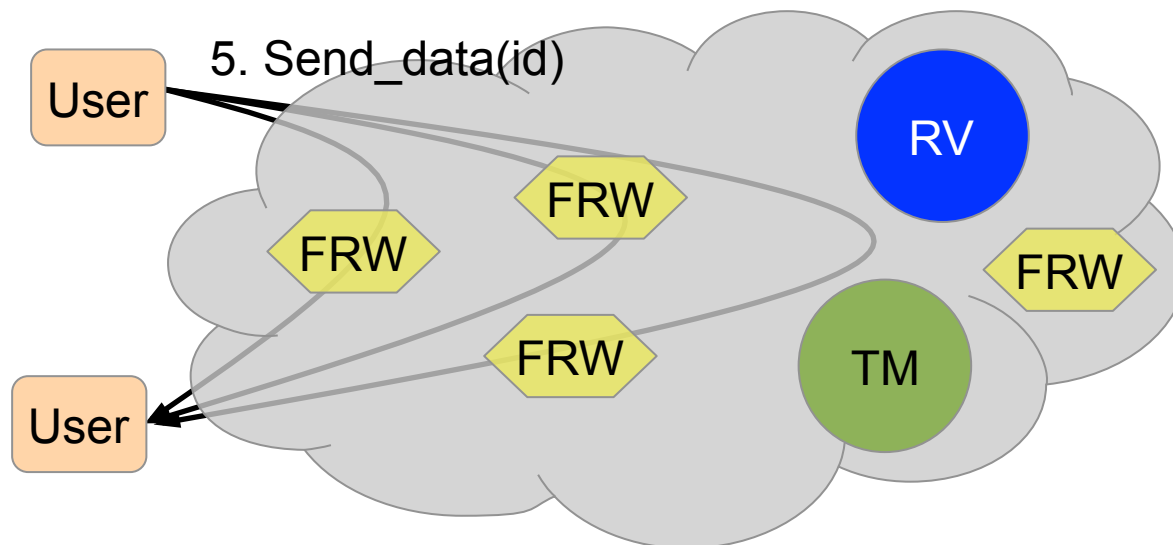 5. Send_data(id)
User
RV
FRW
FRW
FRW
FRW
TM
User